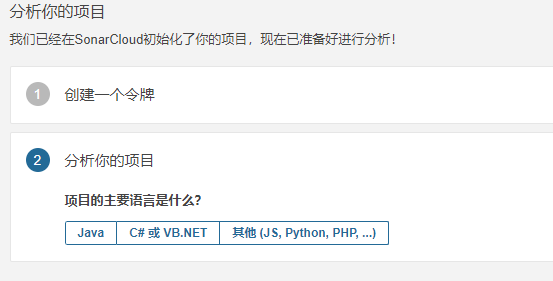 分析你的项目
我们已经在SonarCloud初始化了你的项目，现在已准备好进行分析！
1 创建一个令牌
2 分析你的项目
项目的主要语言是什么？
Java C# 或 VB.NET 其他 (JS, Python, PHP, ...)